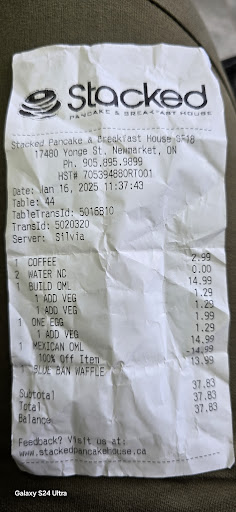 Stacked
PANCAKE & BREAKFAST HOUSE
Stacked Pancake & Breakfast House SF18
17480 Yonge St. Newmarket, ON
Ph. 905.895.9899
HST# 705394880RT001
Date: Jan 16, 2025 11:37:43
Table: 44
TableTransId: 5016810
TransId: 5020320
Server: Silvia
1 COFFEE 2.99
2 WATER NC 0.00
1 BUILD OML 14.99
1 ADD VEG 1.29
1 ADD VEG 1.29
1 ONE EGG 1.99
1 ADD VEG 1.29
1 MEXICAN OML 14.99
100% Off Item -14.99
BLUE BAN WAFFLE 13.99
Subtotal 37.83
Total 37.83
Balance 37.83
Feedback? Visit us at:
www.stackedpancakehouse.ca
Galaxy S24 Ultra